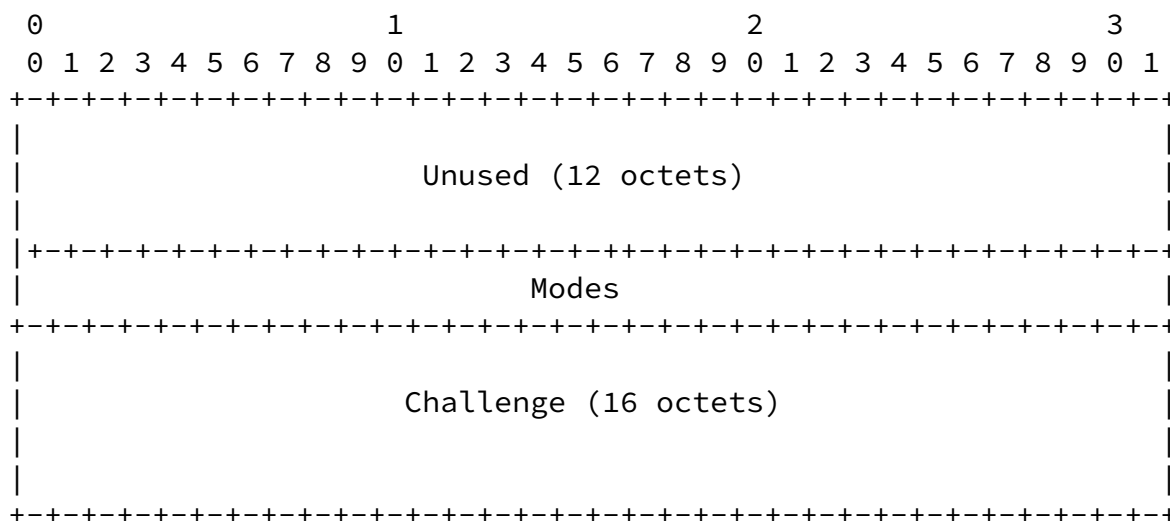 0                   1                   2                   3
 0 1 2 3 4 5 6 7 8 9 0 1 2 3 4 5 6 7 8 9 0 1 2 3 4 5 6 7 8 9 0 1
+-+-+-+-+-+-+-+-+-+-+-+-+-+-+-+-+-+-+-+-+-+-+-+-+-+-+-+-+-+-+-+-+
|                                                               |
|                      Unused (12 octets)                       |
|                                                               |
|+-+-+-+-+-+-+-+-+-+-+-+-+-+-+-+-++-+-+-+-+-+-+-+-+-+-+-+-+-+-+-+
|                            Modes                              |
+-+-+-+-+-+-+-+-+-+-+-+-+-+-+-+-+-+-+-+-+-+-+-+-+-+-+-+-+-+-+-+-+
|                                                               |
|                     Challenge (16 octets)                     |
|                                                               |
|                                                               |
+-+-+-+-+-+-+-+-+-+-+-+-+-+-+-+-+-+-+-+-+-+-+-+-+-+-+-+-+-+-+-+-+